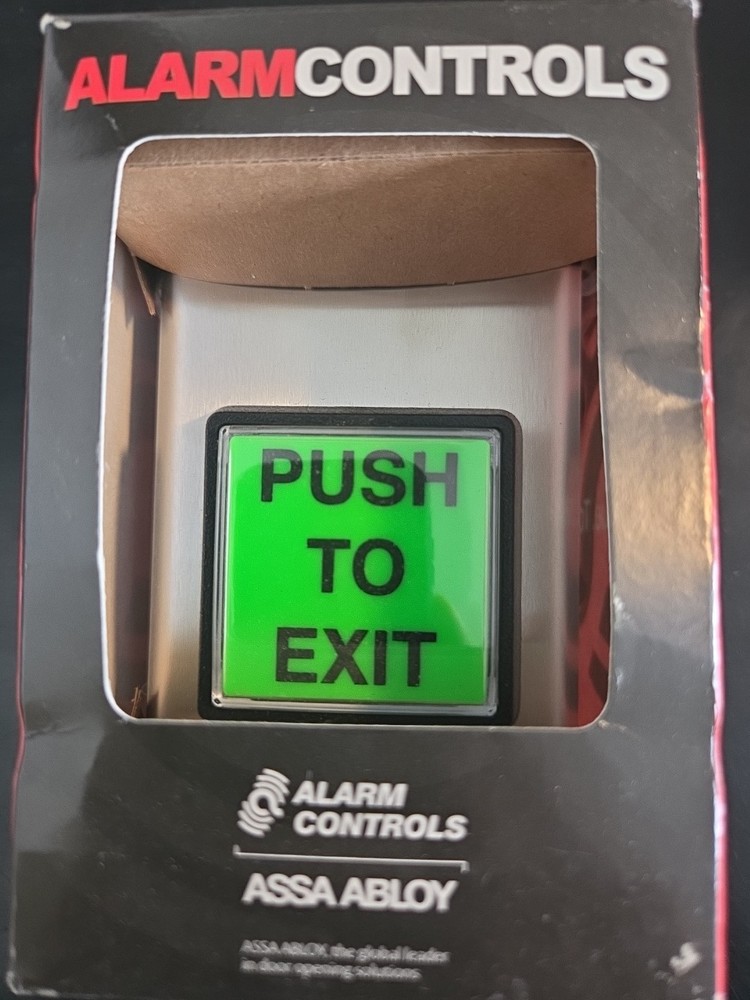 ALARMCONTROLS
PUSH
TO
EXIT
ALARM
CONTROLS
ASSA ABLOY
ASSA ABLOY, the global leader
in door opening solutions